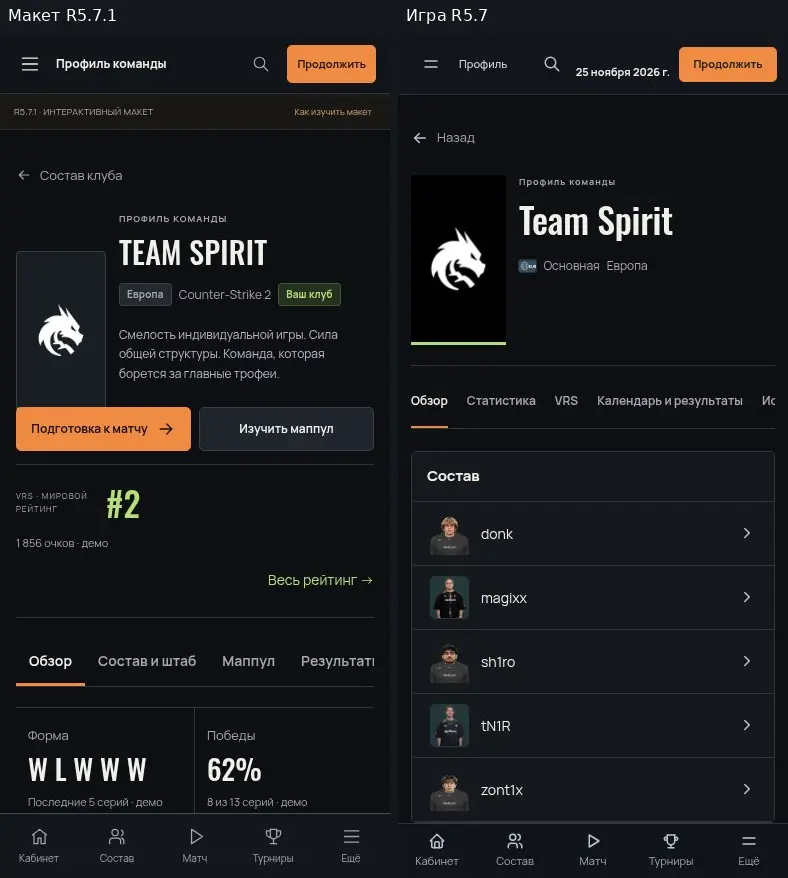 Макет R5.7.1
Профиль команды
Продолжить
R5.7.1 · ИНТЕРАКТИВНЫЙ МАКЕТ
Как изучить макет
Состав клуба
ПРОФИЛЬ КОМАНДЫ
TEAM SPIRIT
Европа
Counter-Strike 2
Ваш клуб
Смелость индивидуальной игры. Сила
общей структуры. Команда, которая
борется за главные трофеи.
Подготовка к матчу →
Изучить маппул
VRS · МИРОВОЙ
РЕЙТИНГ
#2
1 856 очков · демо
Весь рейтинг →
Обзор
Состав и штаб
Маппул
Результат
Форма
W L W W W
Последние 5 серий · демо
Победы
62%
8 из 13 серий · демо
Кабинет
Состав
Матч
Турниры
Ещё
Игра R5.7
Профиль
25 ноября 2026 г.
Продолжить
Назад
Профиль команды
Team Spirit
Основная Европа
Обзор
Статистика
VRS
Календарь и результаты
Ис
Состав
donk
magixx
sh1ro
tN1R
zont1x
Кабинет
Состав
Матч
Турниры
Ещё